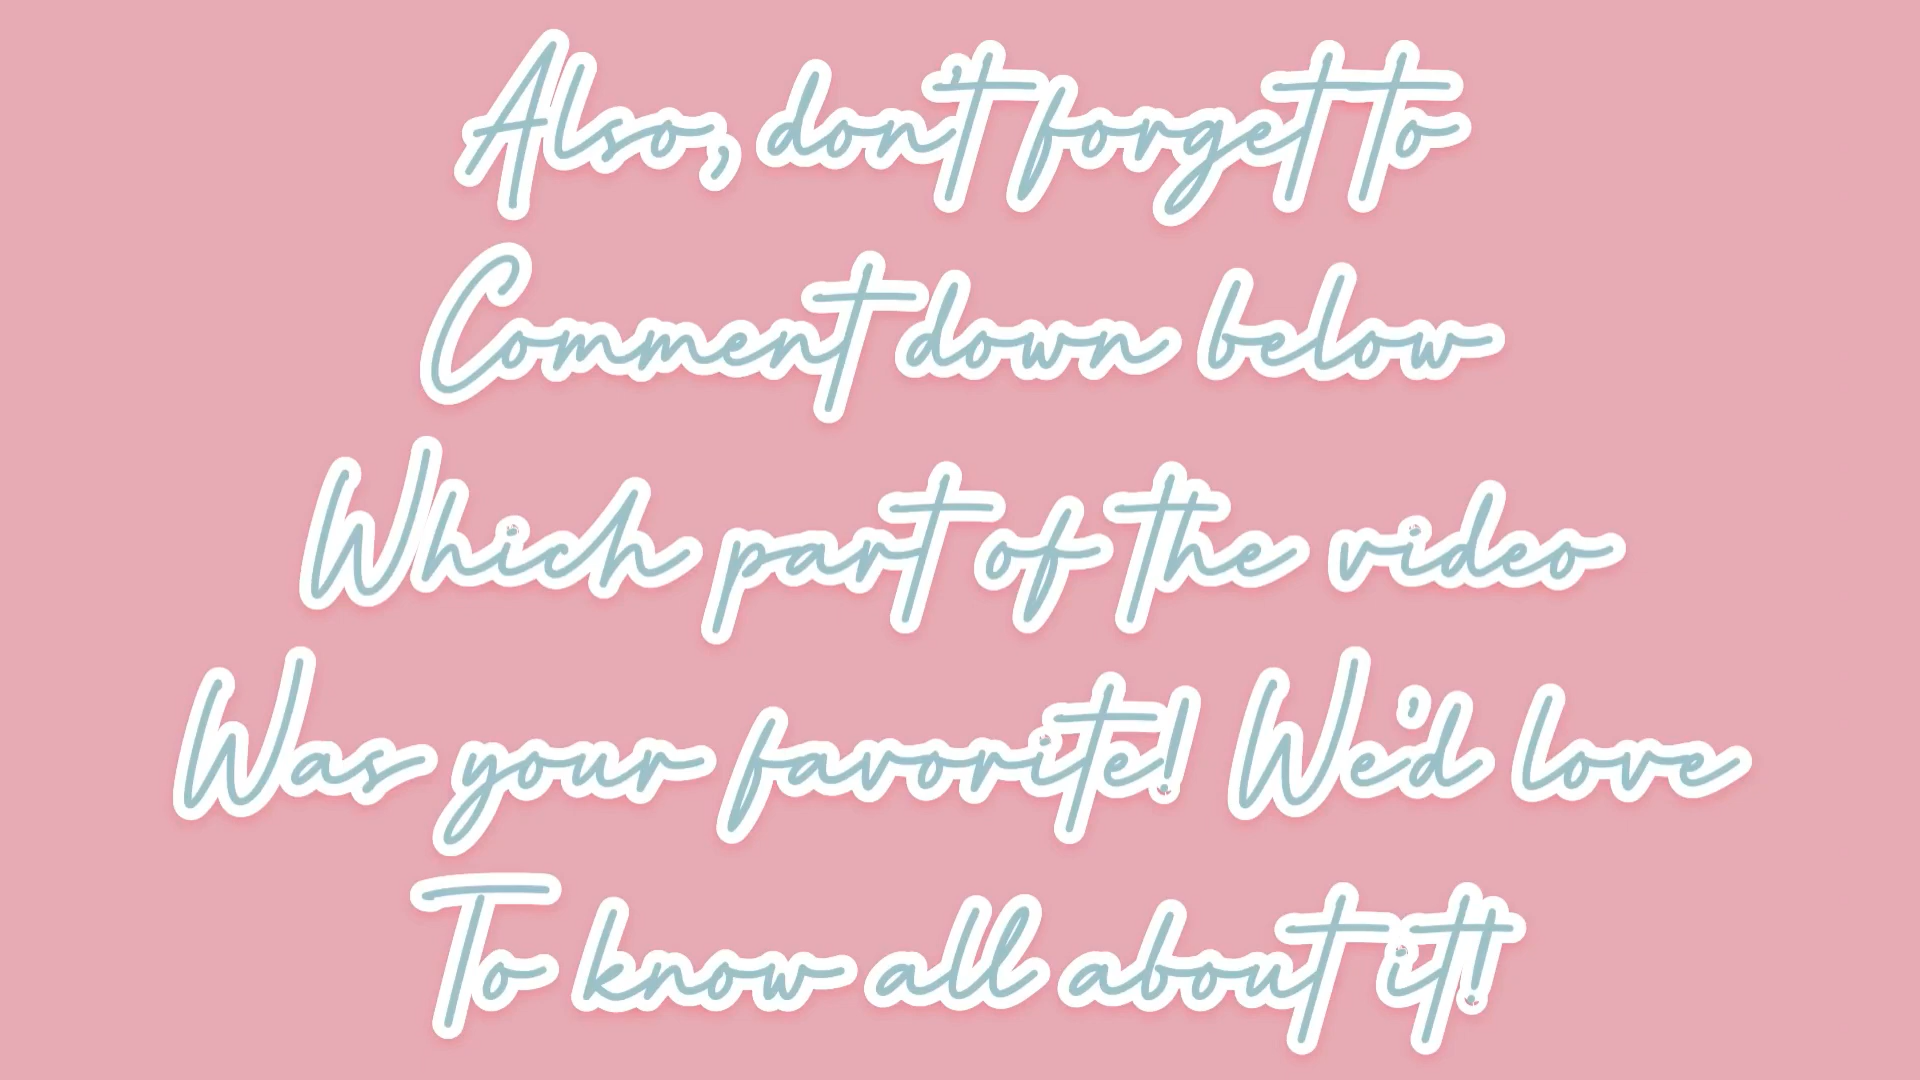 Also, don't forget to
Comment down below
Which part of the video
Was your favorite! We'd love
To know all about it!